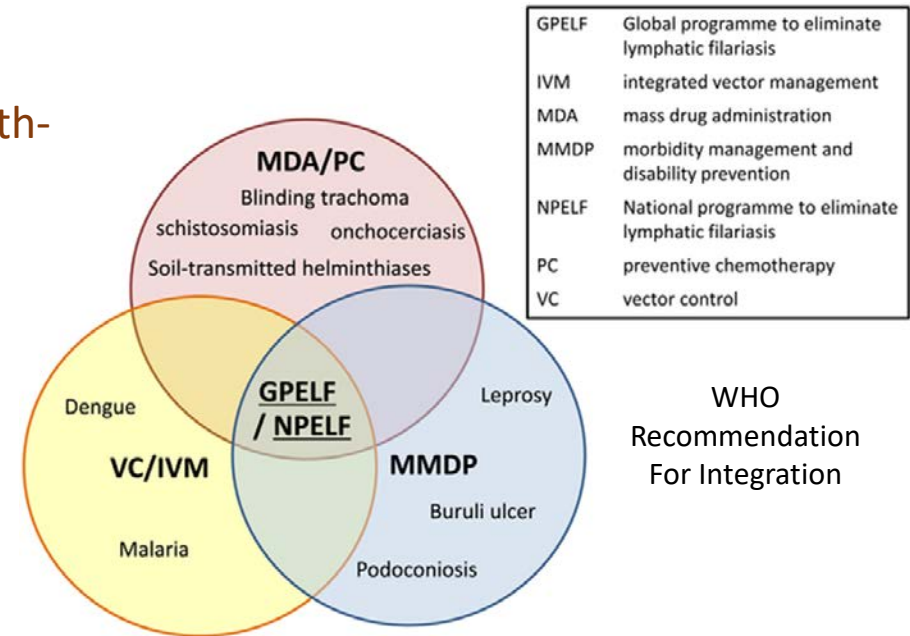 th-
MDA/PC
Blinding trachoma
schistosomiasis onchocerciasis
Soil-transmitted helminthiases
GPELF
/ NPELF
Dengue
VC/IVM
Malaria
Leprosy
MMDP
Buruli ulcer
Podoconiosis
GPELF Global programme to eliminate
lymphatic filariasis
IVM integrated vector management
MDA mass drug administration
MMDP morbidity management and
disability prevention
NPELF National programme to eliminate
lymphatic filariasis
PC preventive chemotherapy
VC vector control
WHO
Recommendation
For Integration